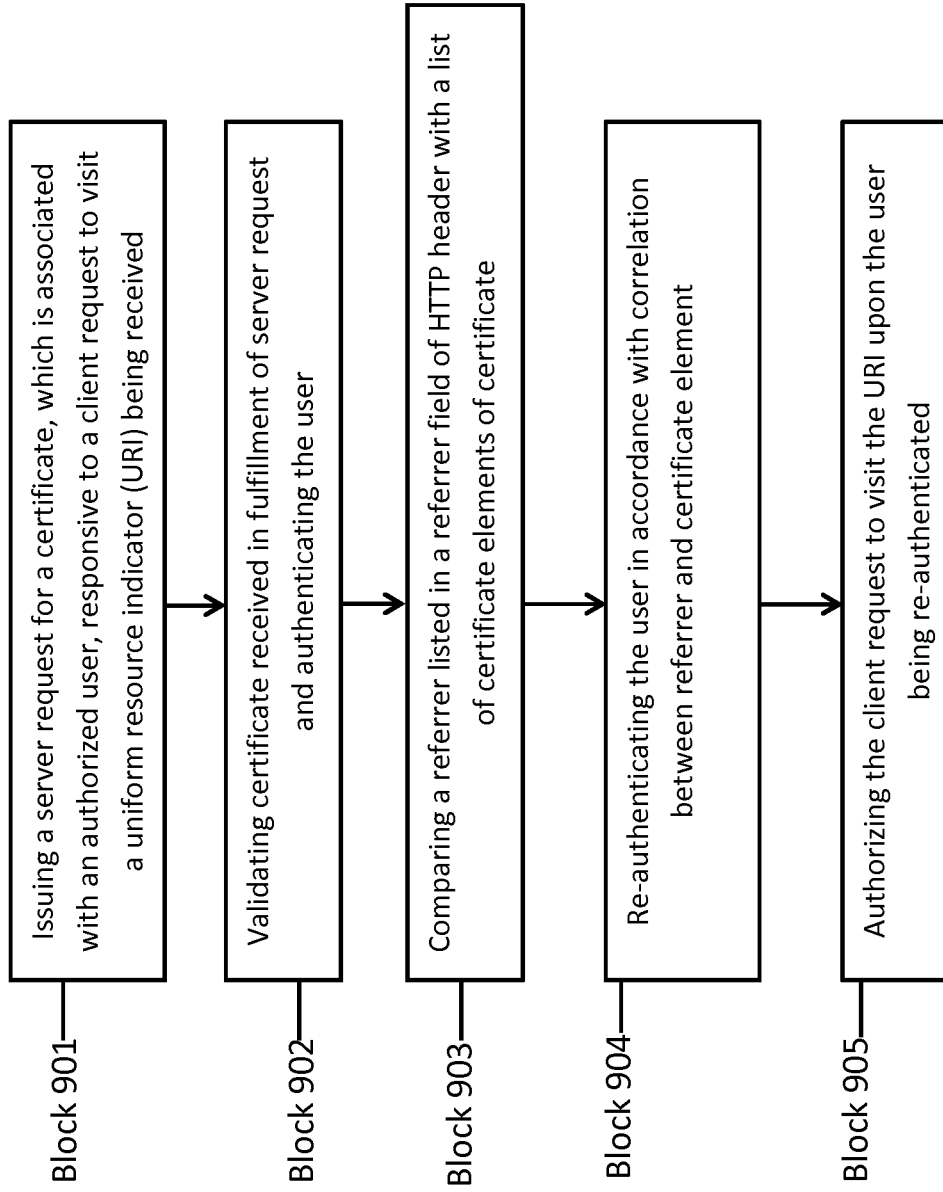 Block 901
Issuing a server request for a certificate, which is associated
with an authorized user, responsive to a client request to visit
a uniform resource indicator (URI) being received
Block 902
Validating certificate received in fulfillment of server request
and authenticating the user
Block 903
Comparing a referrer listed in a referrer field of HTTP header with a list
of certificate elements of certificate
Block 904
Re-authenticating the user in accordance with correlation
between referrer and certificate element
Block 905
Authorizing the client request to visit the URI upon the user
being re-authenticated